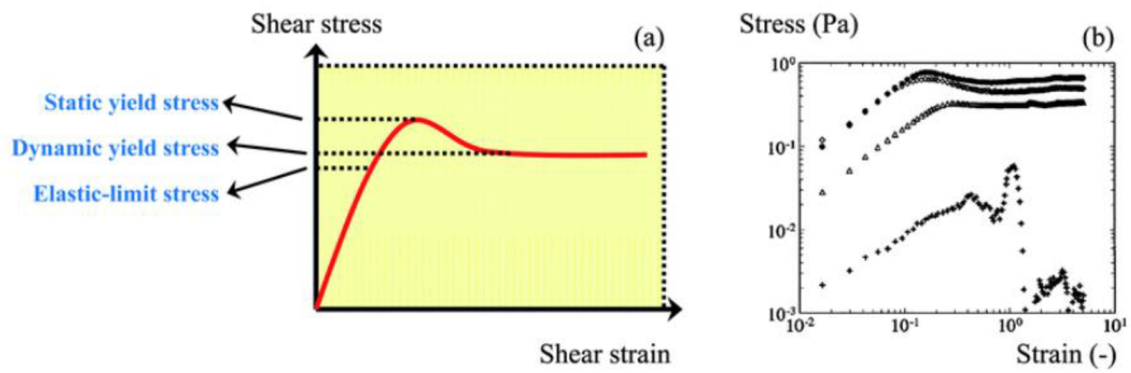 Shear stress
(a)
Static yield stress
Dynamic yield stress
Elastic-limit stress
Shear strain
Stress (Pa)
(b)
10⁰
10⁻¹
10⁻²
10⁻³
10⁻² 10⁻¹ 10⁰ 10¹
Strain (-)